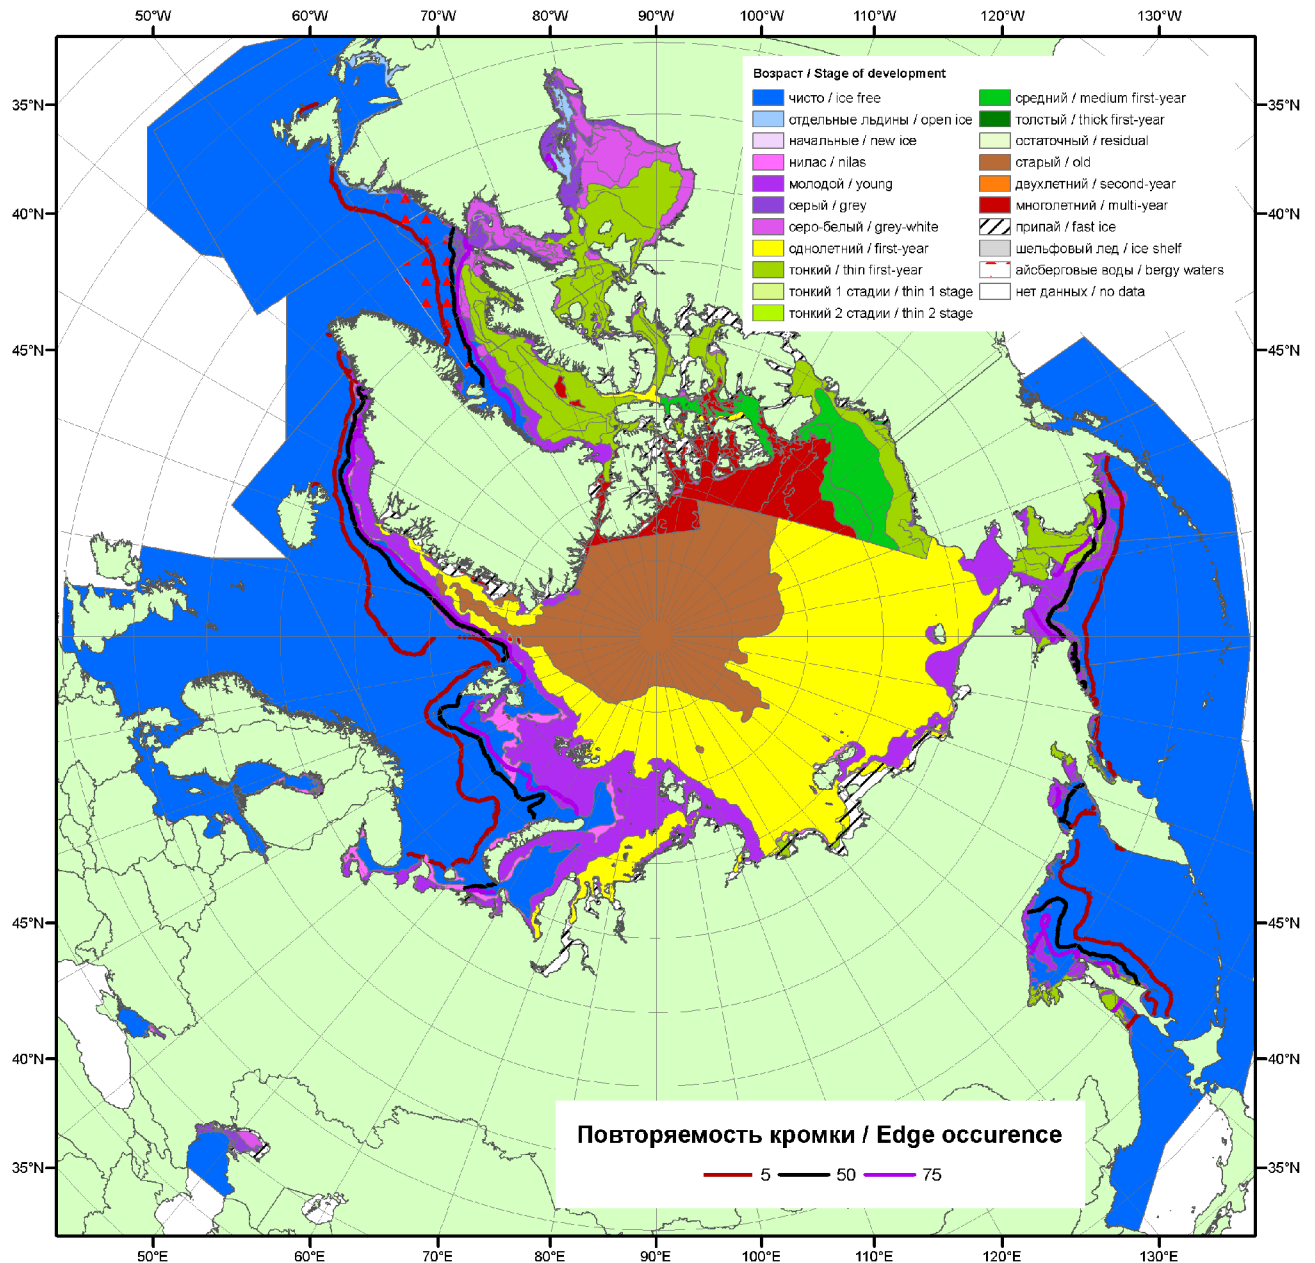 50°W 60°W 70°W 80°W 90°W 100°W 110°W 120°W 130°W
Возраст / Stage of development
чисто / ice free
отдельные льдины / open ice
начальные / new ice
нилас / nilas
молодой / young
серый / grey
серо-белый / grey-white
однолетний / first-year
тонкий / thin first-year
тонкий 1 стадии / thin 1 stage
тонкий 2 стадии / thin 2 stage
средний / medium first-year
толстый / thick first-year
остаточный / residual
старый / old
двухлетний / second-year
многолетний / multi-year
припай / fast ice
шельфовый лед / ice shelf
айсберговые воды / bergy waters
нет данных / no data
35°N 35°N
40°N 40°N
45°N 45°N
45°N 45°N
40°N 40°N
35°N 35°N
Повторяемость кромки / Edge occurence
5 50 75
50°E 60°E 70°E 80°E 90°E 100°E 110°E 120°E 130°E